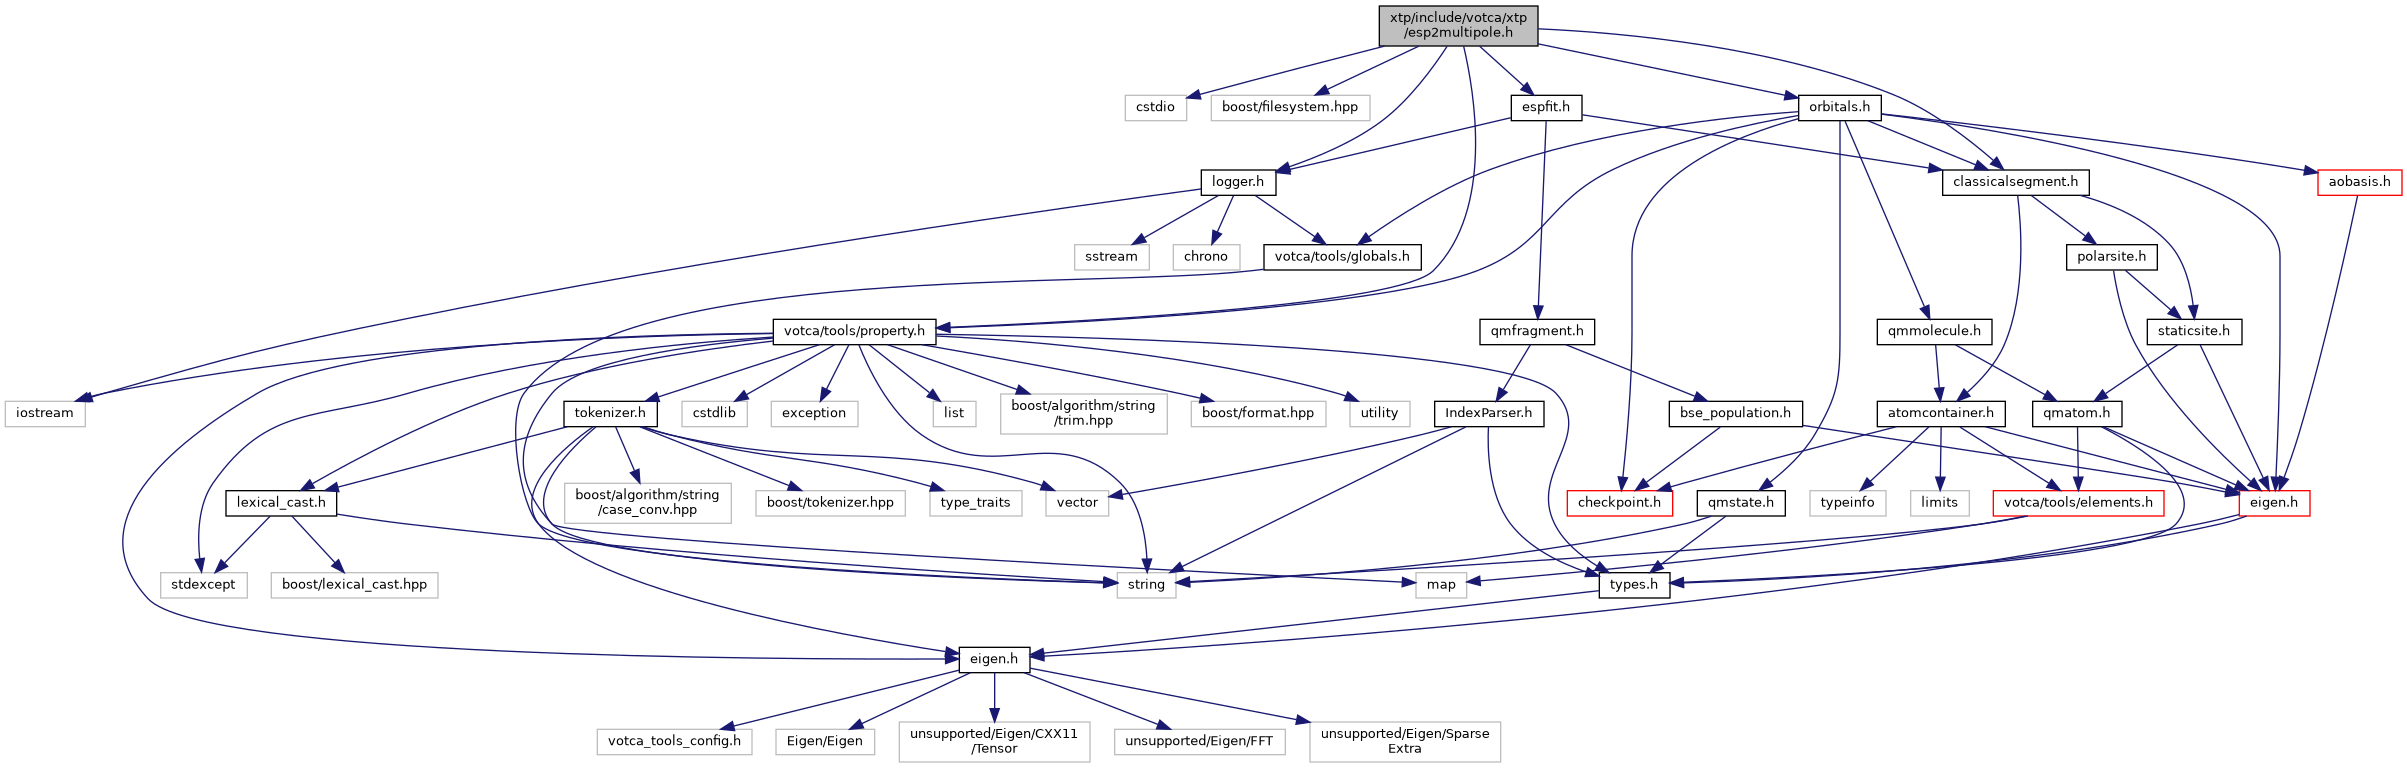 xtp/include/votca/xtp
/esp2multipole.h
cstdio
boost/filesystem.hpp
espfit.h
orbitals.h
logger.h
classicalsegment.h
aobasis.h
sstream
chrono
votca/tools/globals.h
polarsite.h
votca/tools/property.h
qmfragment.h
qmmolecule.h
staticsite.h
iostream
tokenizer.h
cstdlib
exception
list
boost/algorithm/string
/trim.hpp
boost/format.hpp
utility
IndexParser.h
bse_population.h
atomcontainer.h
qmatom.h
lexical_cast.h
boost/algorithm/string
/case_conv.hpp
boost/tokenizer.hpp
type_traits
vector
checkpoint.h
qmstate.h
typeinfo
limits
votca/tools/elements.h
eigen.h
stdexcept
boost/lexical_cast.hpp
string
map
types.h
eigen.h
votca_tools_config.h
Eigen/Eigen
unsupported/Eigen/CXX11
/Tensor
unsupported/Eigen/FFT
unsupported/Eigen/Sparse
Extra